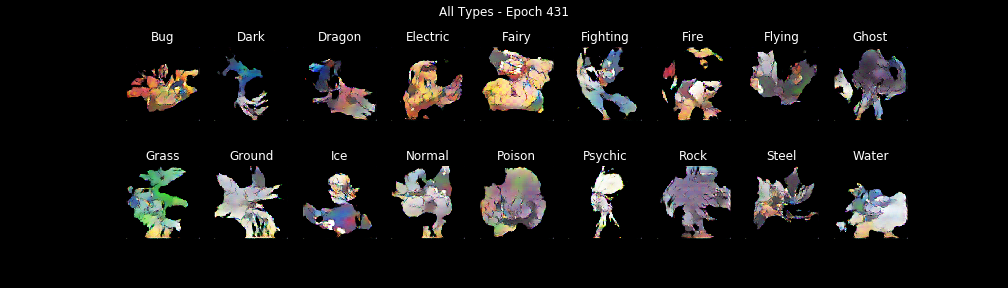 All Types - Epoch 431
Bug Dark Dragon Electric Fairy Fighting Fire Flying Ghost
Grass Ground Ice Normal Poison Psychic Rock Steel Water